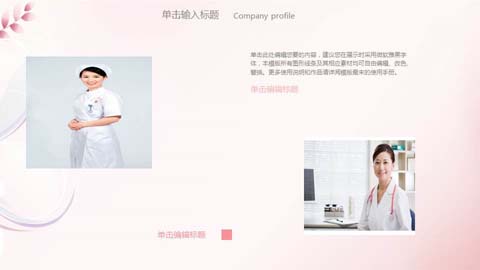 单击输入标题 Company profile
单击此处编辑您要的内容，建议您在展示时采用微软雅黑字
体，本模版所有图形线条及其相应素材均可自由编辑、改色、
替换。更多使用说明和作品请详阅模板最末的使用手册。
单击编辑标题
单击编辑标题